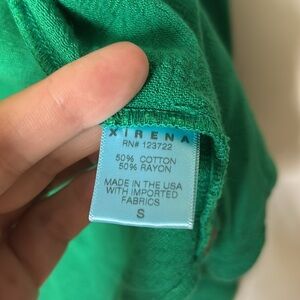 XIRENA
RN# 123722
50% COTTON
50% RAYON
MADE IN THE USA
WITH IMPORTED
FABRICS
S